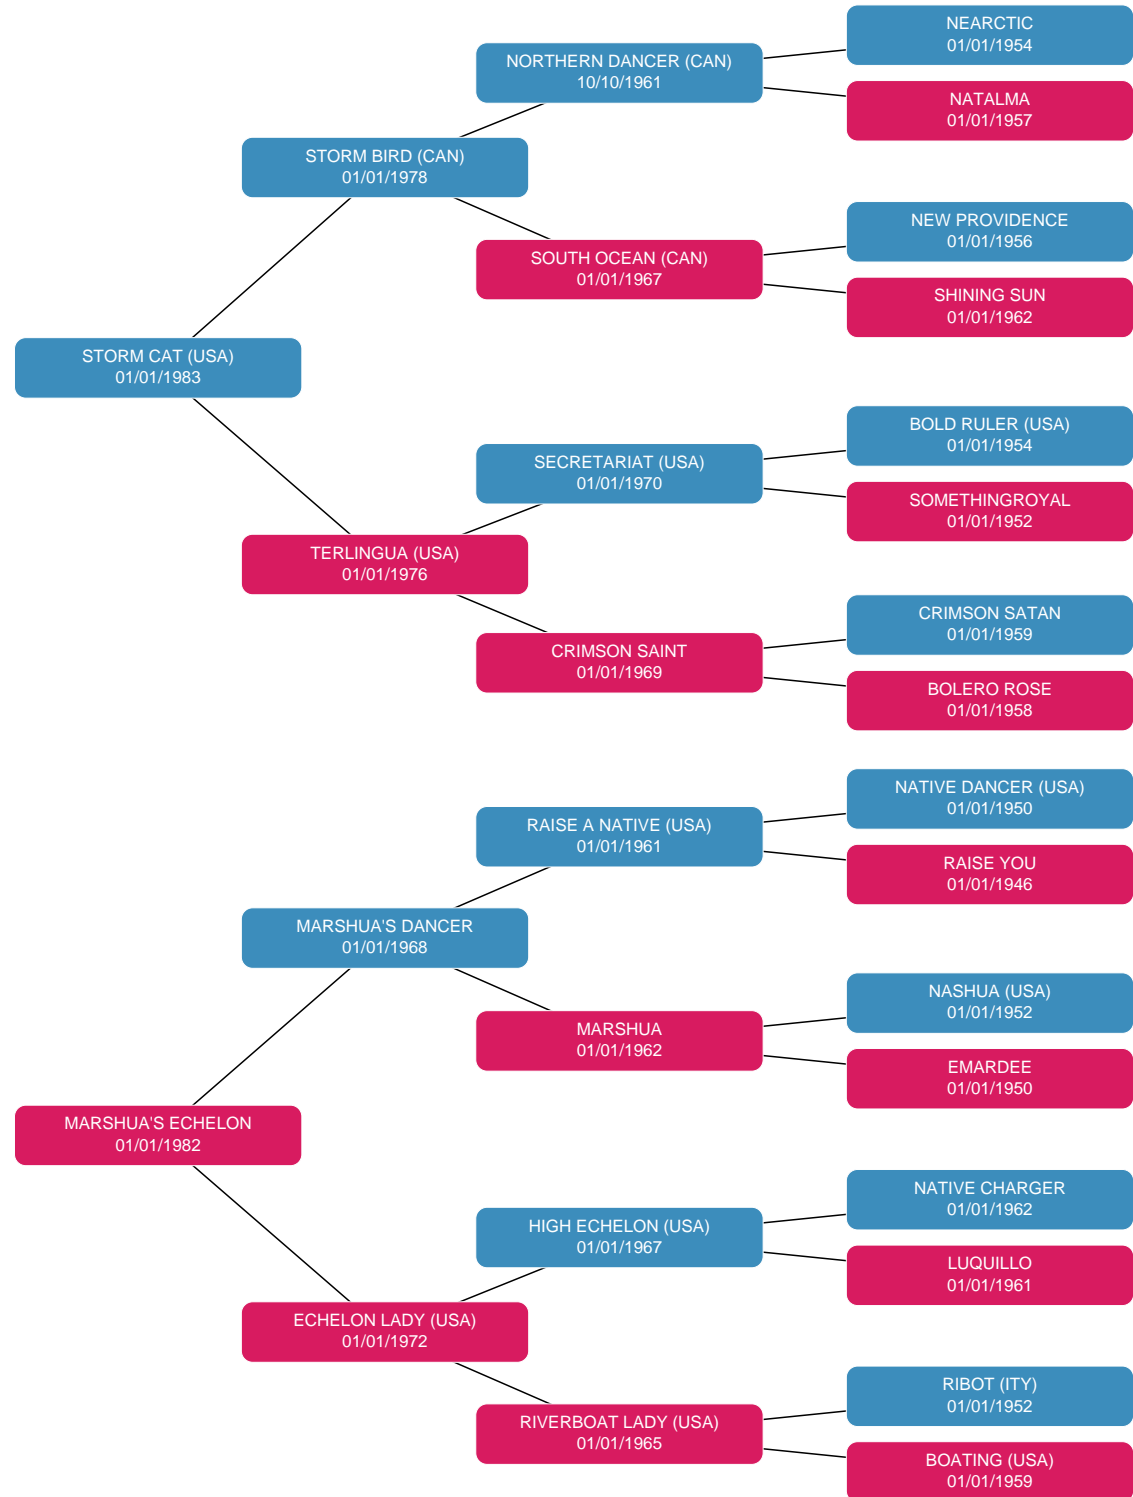 NEARCTIC
01/01/1954
NORTHERN DANCER (CAN)
10/10/1961
NATALMA
01/01/1957
STORM BIRD (CAN)
01/01/1978
NEW PROVIDENCE
01/01/1956
SOUTH OCEAN (CAN)
01/01/1967
SHINING SUN
01/01/1962
STORM CAT (USA)
01/01/1983
BOLD RULER (USA)
01/01/1954
SECRETARIAT (USA)
01/01/1970
SOMETHINGROYAL
01/01/1952
TERLINGUA (USA)
01/01/1976
CRIMSON SATAN
01/01/1959
CRIMSON SAINT
01/01/1969
BOLERO ROSE
01/01/1958
NATIVE DANCER (USA)
01/01/1950
RAISE A NATIVE (USA)
01/01/1961
RAISE YOU
01/01/1946
MARSHUA'S DANCER
01/01/1968
NASHUA (USA)
01/01/1952
MARSHUA
01/01/1962
EMARDEE
01/01/1950
MARSHUA'S ECHELON
01/01/1982
NATIVE CHARGER
01/01/1962
HIGH ECHELON (USA)
01/01/1967
LUQUILLO
01/01/1961
ECHELON LADY (USA)
01/01/1972
RIBOT (ITY)
01/01/1952
RIVERBOAT LADY (USA)
01/01/1965
BOATING (USA)
01/01/1959